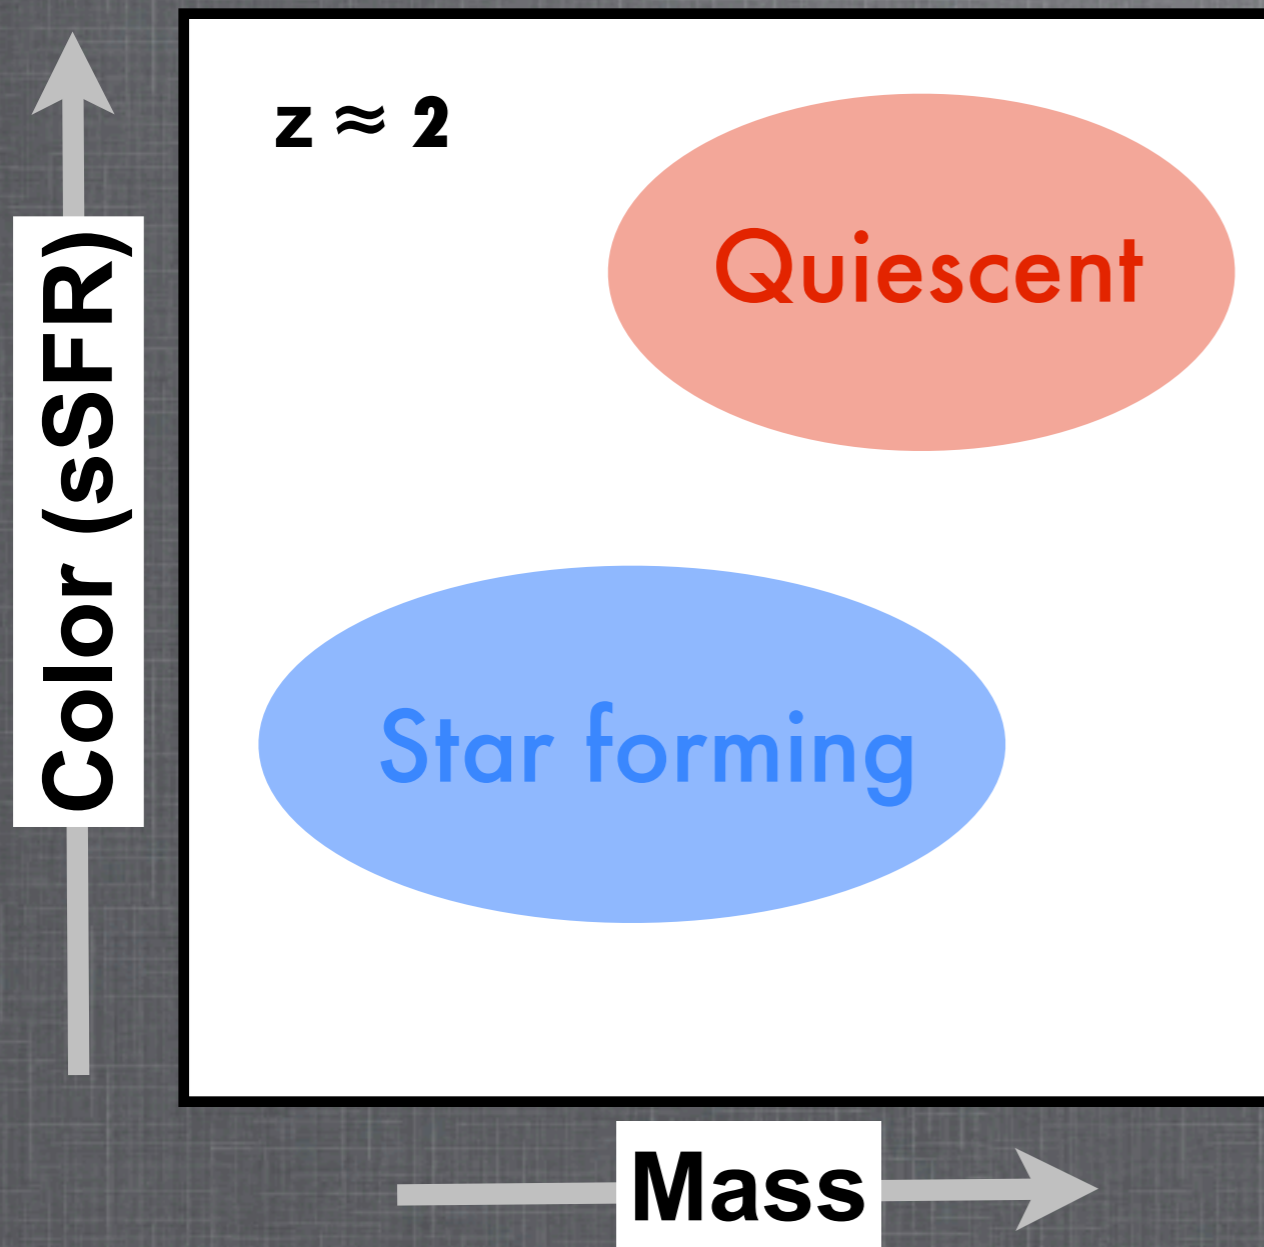 z ≈ 2
Quiescent
Color (sSFR)
Star forming
Mass